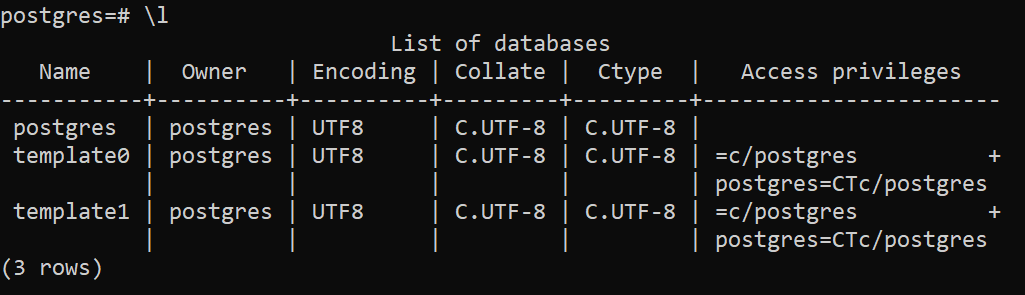 postgres=# \l
                              List of databases
   Name    |  Owner   | Encoding | Collate |  Ctype  |   Access privileges
-----------+----------+----------+---------+---------+-----------------------
 postgres  | postgres | UTF8     | C.UTF-8 | C.UTF-8 |
 template0 | postgres | UTF8     | C.UTF-8 | C.UTF-8 | =c/postgres          +
           |          |          |         |         | postgres=CTc/postgres
 template1 | postgres | UTF8     | C.UTF-8 | C.UTF-8 | =c/postgres          +
           |          |          |         |         | postgres=CTc/postgres
(3 rows)